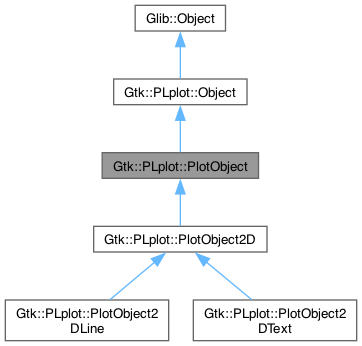 Glib::Object
Gtk::PLplot::Object
Gtk::PLplot::PlotObject
Gtk::PLplot::PlotObject2D
Gtk::PLplot::PlotObject2
DLine
Gtk::PLplot::PlotObject2
DText